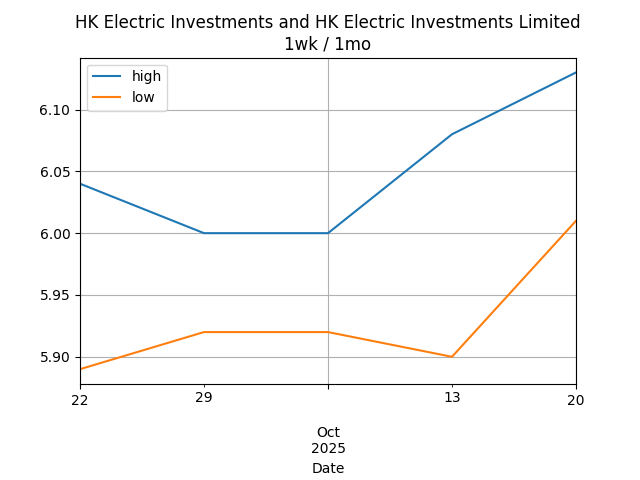 HK Electric Investments and HK Electric Investments Limited
1wk / 1mo
high
low
6.10
6.05
6.00
5.95
5.90
22
29
13
20
Oct
2025
Date